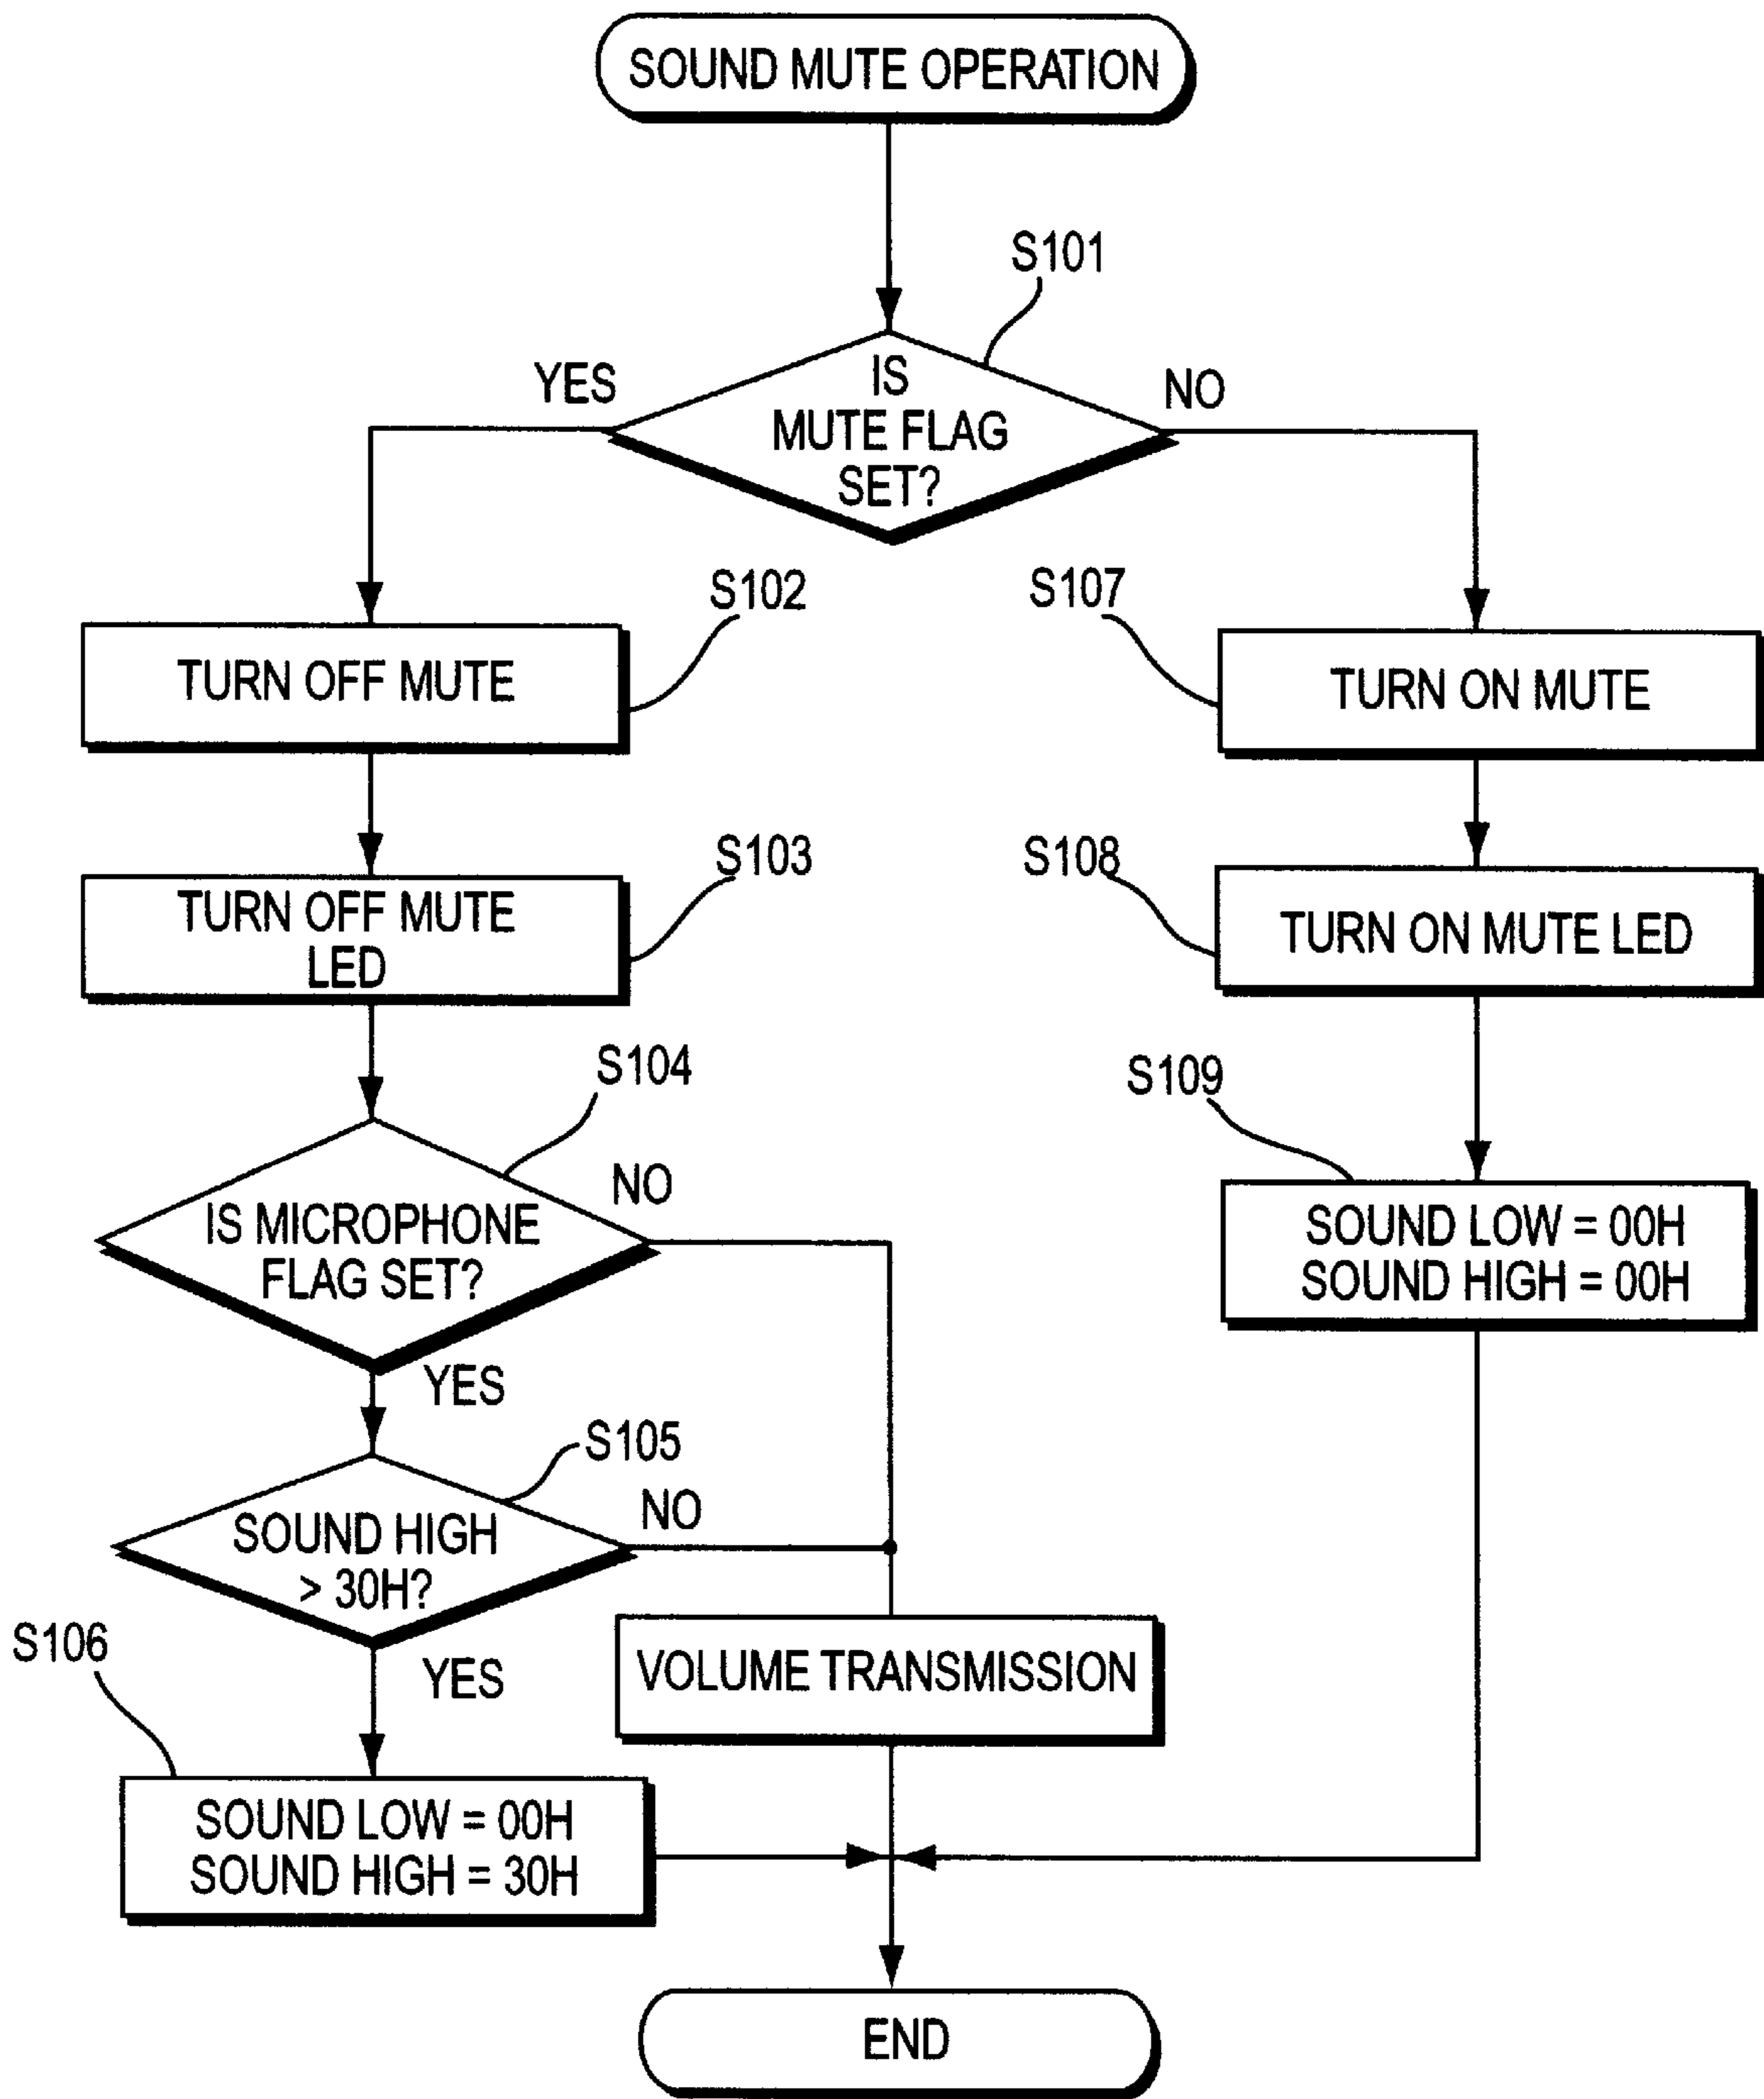 SOUND MUTE OPERATION
S101
YES
NO
IS
MUTE FLAG
SET?
S102
S107
TURN OFF MUTE
TURN ON MUTE
S103
S108
TURN OFF MUTE
LED
TURN ON MUTE LED
S104
S109
NO
IS MICROPHONE
FLAG SET?
SOUND LOW = 00H
SOUND HIGH = 00H
YES
S105
NO
SOUND HIGH
> 30H?
S106
YES
VOLUME TRANSMISSION
SOUND LOW = 00H
SOUND HIGH = 30H
END